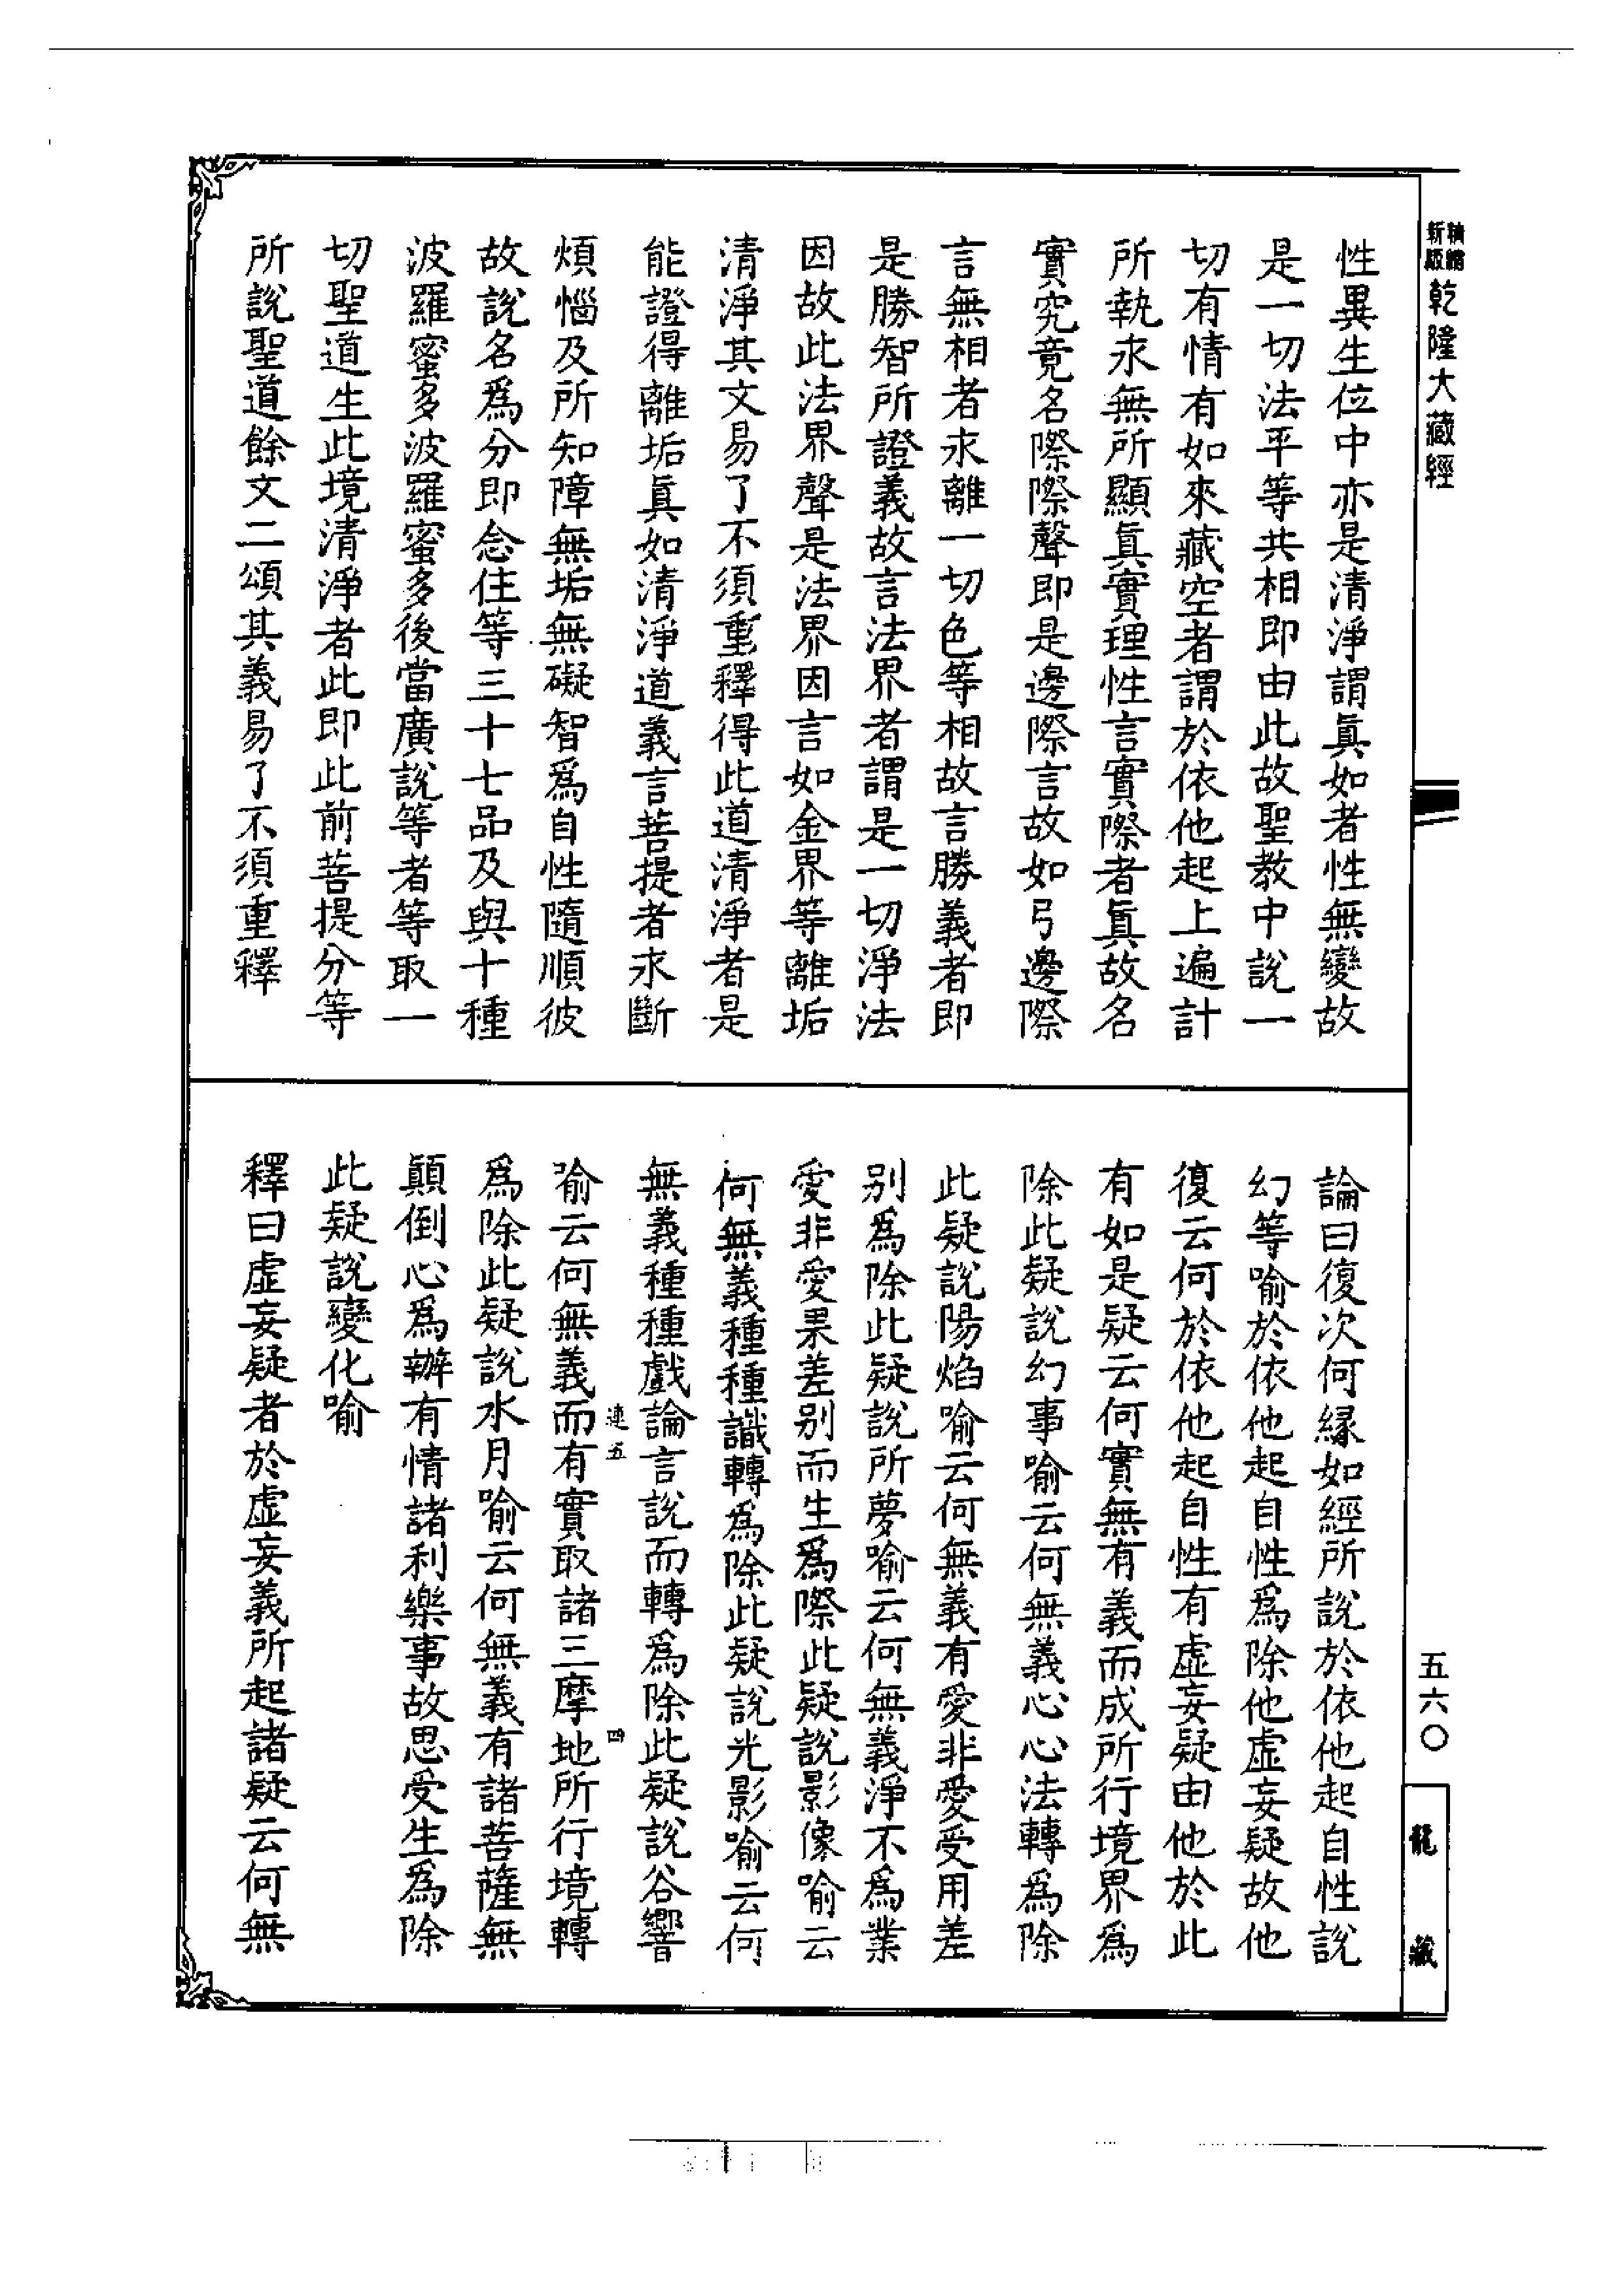 精縮
新版
乾隆大藏經
性異生位中亦是清淨謂眞如者性無變故
是一切法平等共相即由此故聖教中說一
切有情有如來藏空者謂於依他起上遍計
所執永無所顯眞實理性言實際者眞故名
實究竟名際際聲即是邊際言故如弓邊際
言無相者永離一切色等相故言勝義者即
是勝智所證義故言法界者謂是一切淨法
因故此法界聲是法界因言如金界等離垢
清淨其文易了不須重釋得此道清淨者是
能證得離垢眞如清淨道義言菩提者永斷
煩惱及所知障無垢無礙智爲自性隨順彼
故說名爲分即念住等三十七品及與十種
波羅蜜多波羅蜜多後當廣說等者等取一
切聖道生此境清淨者此即此前菩提分等
所說聖道餘文二頌其義易了不須重釋
論曰復次何緣如經所說於依他起自性說
幻等喻於依他起自性爲除他虛妄疑故他
復云何於依他起自性有虛妄疑由他於此
有如是疑云何實無有義而成所行境界爲
除此疑說幻事喻云何無義心心法轉爲除
此疑說陽焰喻云何無義有愛非愛受用差
別爲除此疑說所夢喻云何無義淨不爲業
愛非愛果差别而生爲際此疑說影像喻云
何無義種種識轉爲除此疑說光影喻云何
無義種種戲論言說而轉爲除此疑說谷響
連五
四
喻云何無義而有實取諸三摩地所行境轉
爲除此疑說水月喻云何無義有諸菩薩無
顛倒心爲辦有情諸利樂事故思受生爲除
此疑說變化喻
釋曰虛妄疑者於虛妄義所起諸疑云何無
五六〇
龍藏